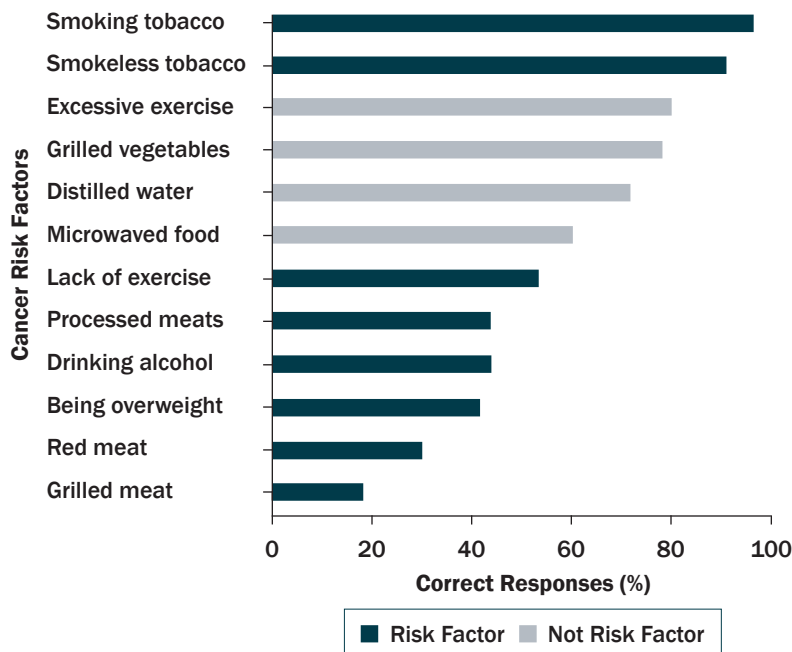 Cancer Risk Factors
Smoking tobacco
Smokeless tobacco
Excessive exercise
Grilled vegetables
Distilled water
Microwaved food
Lack of exercise
Processed meats
Drinking alcohol
Being overweight
Red meat
Grilled meat
0 20 40 60 80 100
Correct Responses (%)
Risk Factor Not Risk Factor